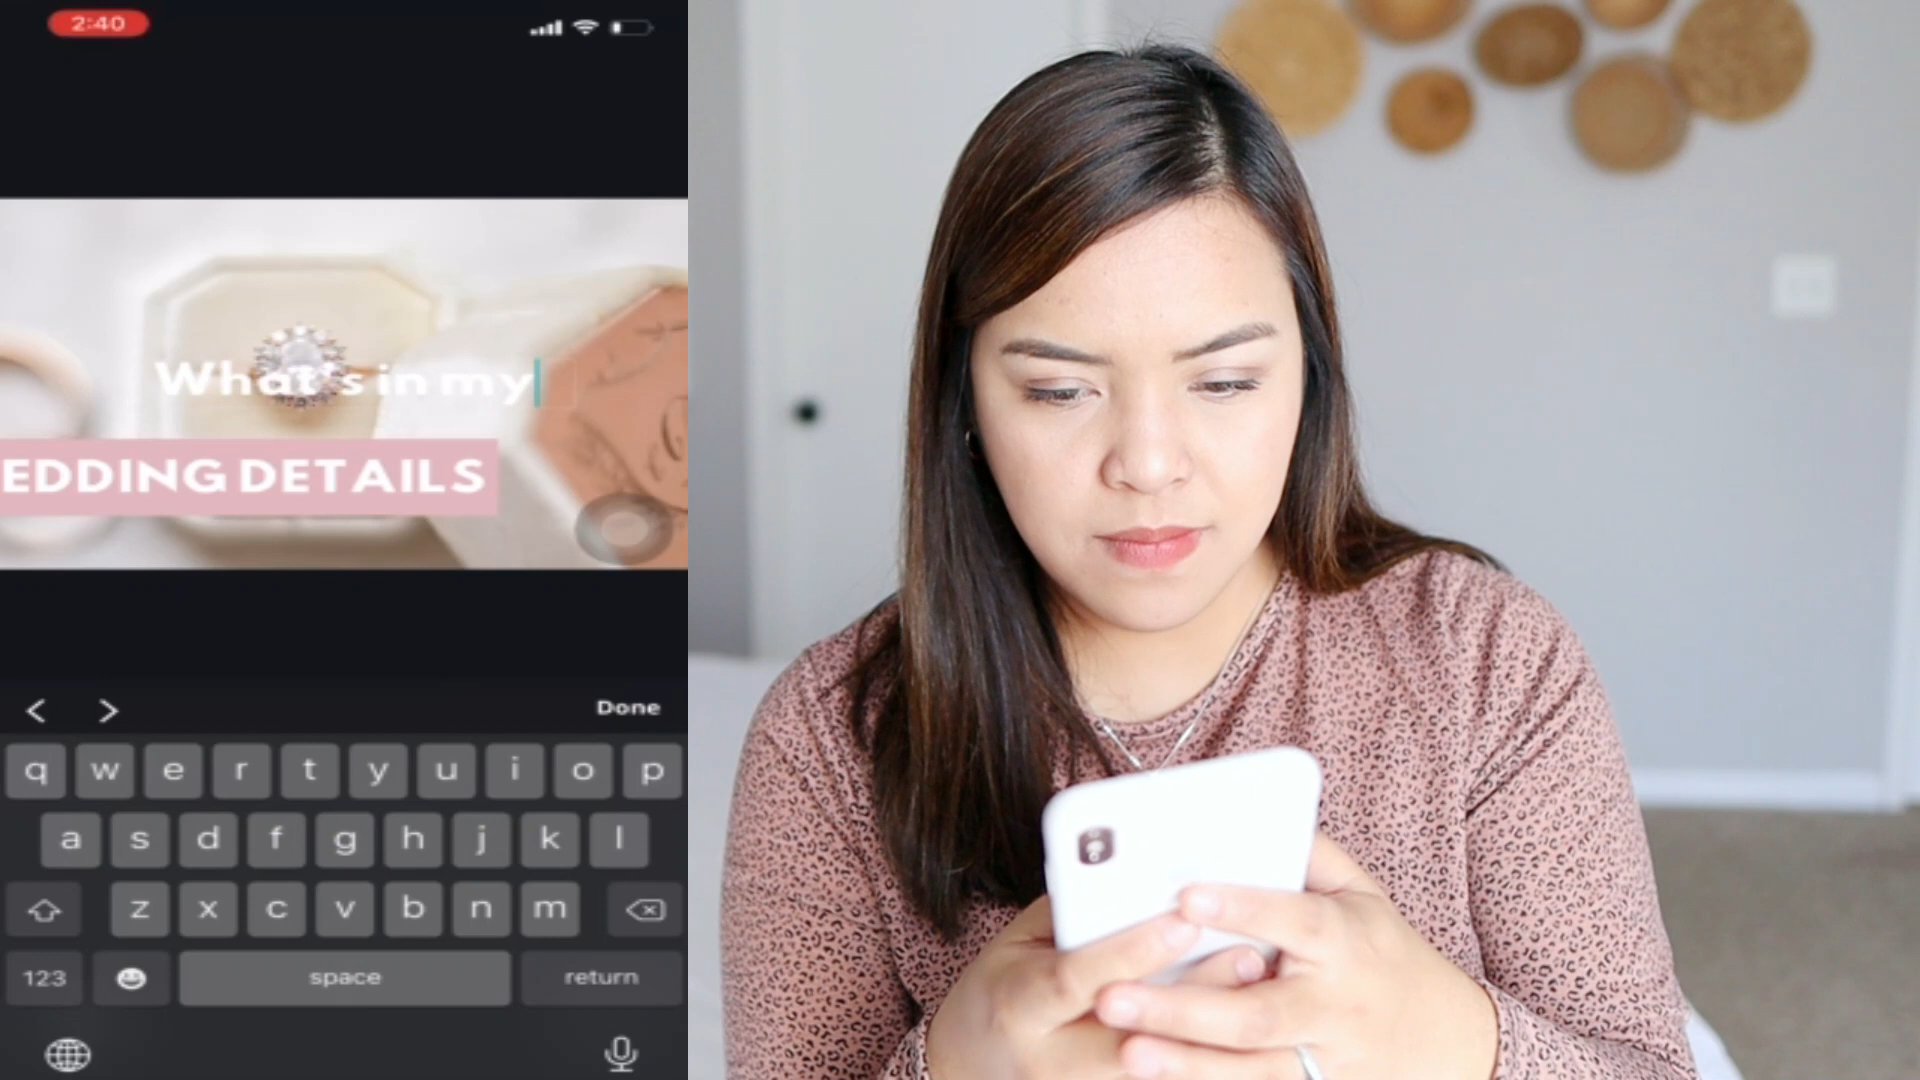 2:40
What's in my
EDDING DETAILS
Done
q w e r t y u i o p
a s d f g h j k l
z x c v b n m
123 space return